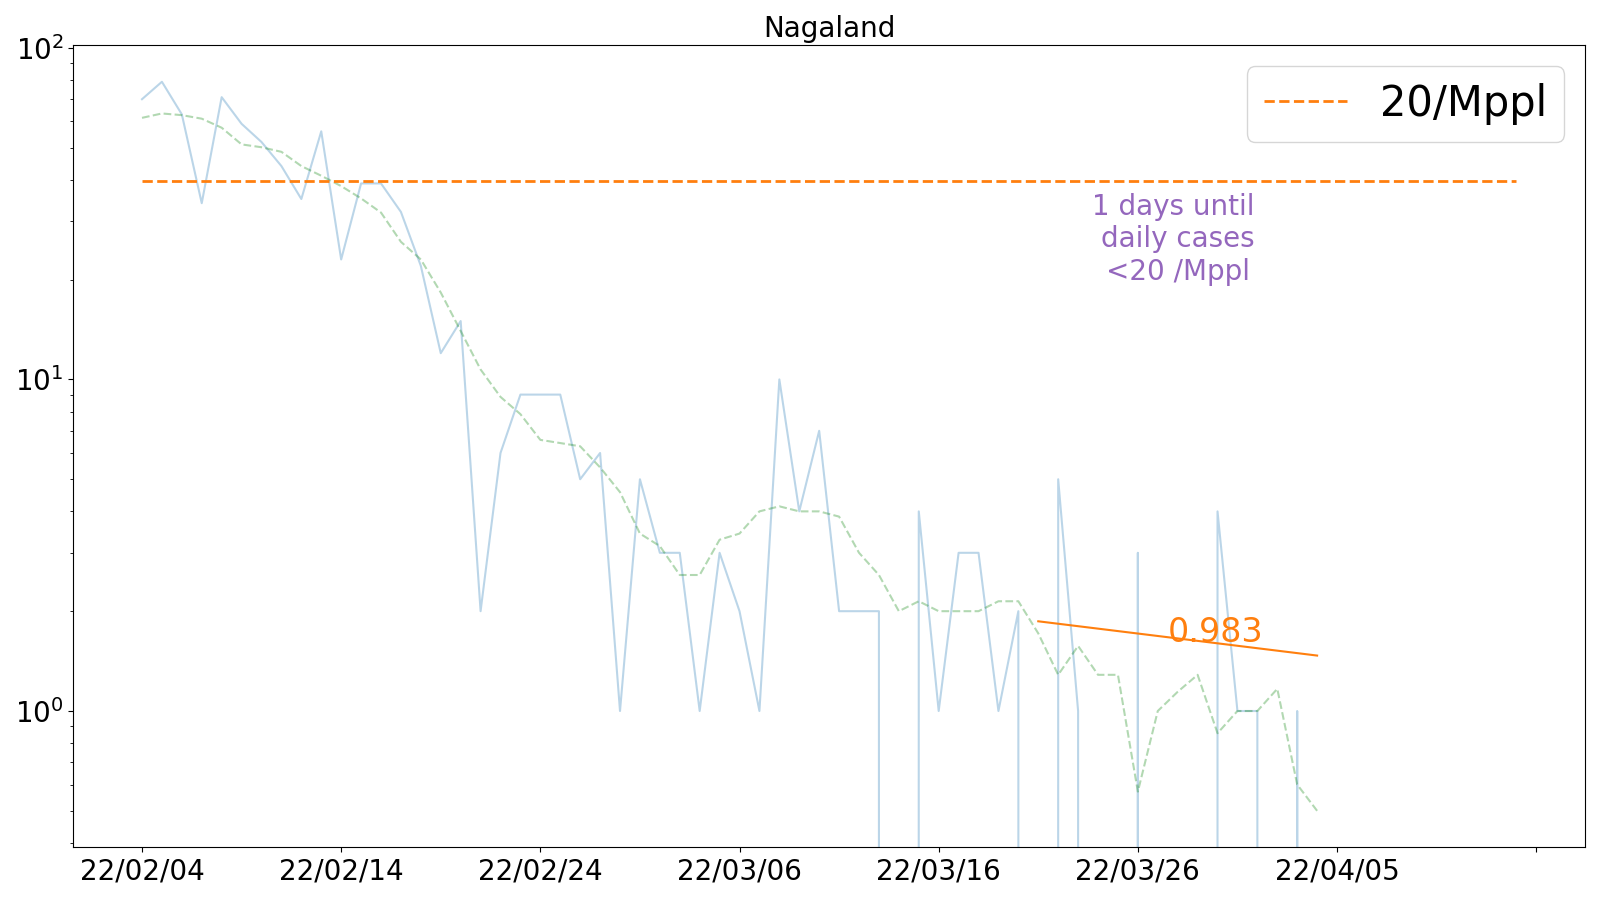 Nagaland
10²
20/Mppl
1 days until
daily cases
<20 /Mppl
10¹
0.983
10⁰
22/02/04 22/02/14 22/02/24 22/03/06 22/03/16 22/03/26 22/04/05